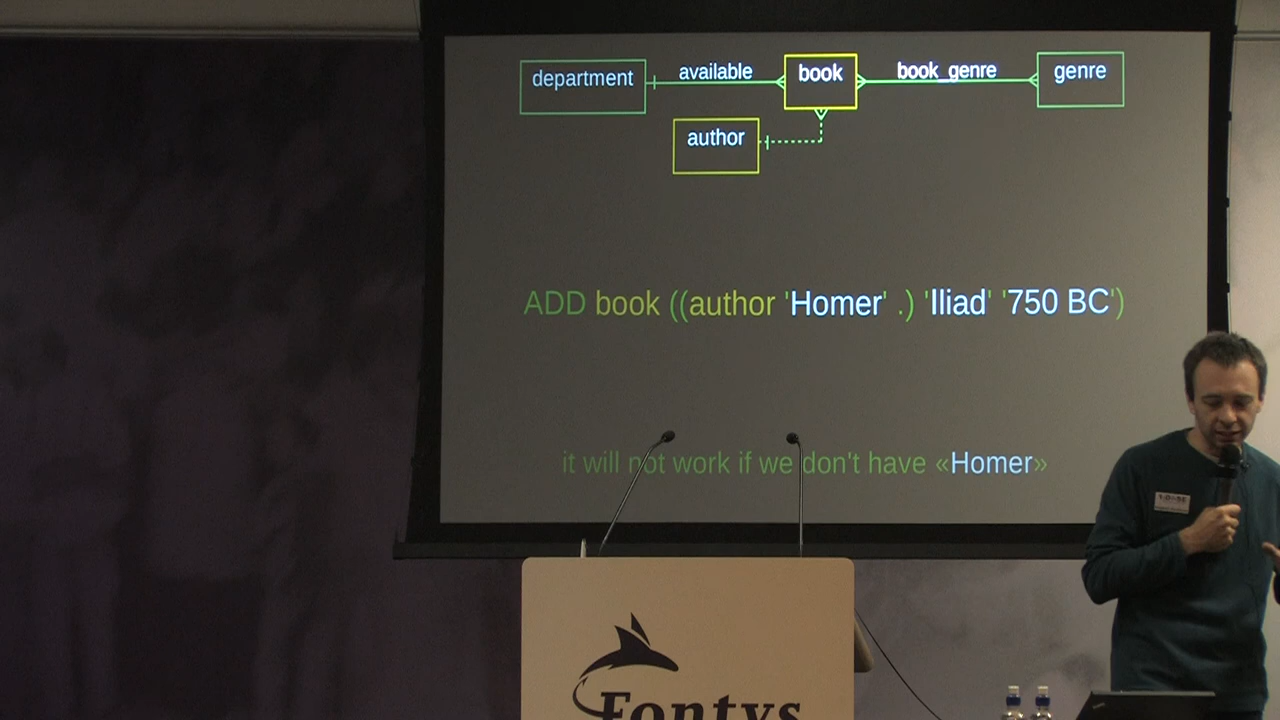 department
available
book
book_genre
genre
author
ADD book ((author 'Homer' .) 'Iliad' '750 BC')
it will not work if we don't have «Homer»
Fontys